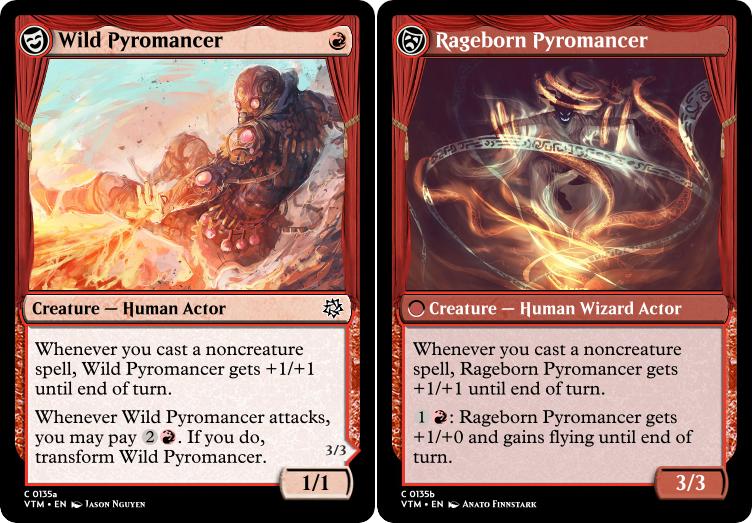 Wild Pyromancer
Creature — Human Actor
Whenever you cast a noncreature
spell, Wild Pyromancer gets +1/+1
until end of turn.
Whenever Wild Pyromancer attacks,
you may pay 2 . If you do,
transform Wild Pyromancer.
3/3
1/1
C 0135a
VTM • EN Jason Nguyen
Rageborn Pyromancer
Creature — Human Wizard Actor
Whenever you cast a noncreature
spell, Rageborn Pyromancer gets
+1/+1 until end of turn.
1 : Rageborn Pyromancer gets
+1/+0 and gains flying until end of
turn.
3/3
C 0135b
VTM • EN Anato Finnstark